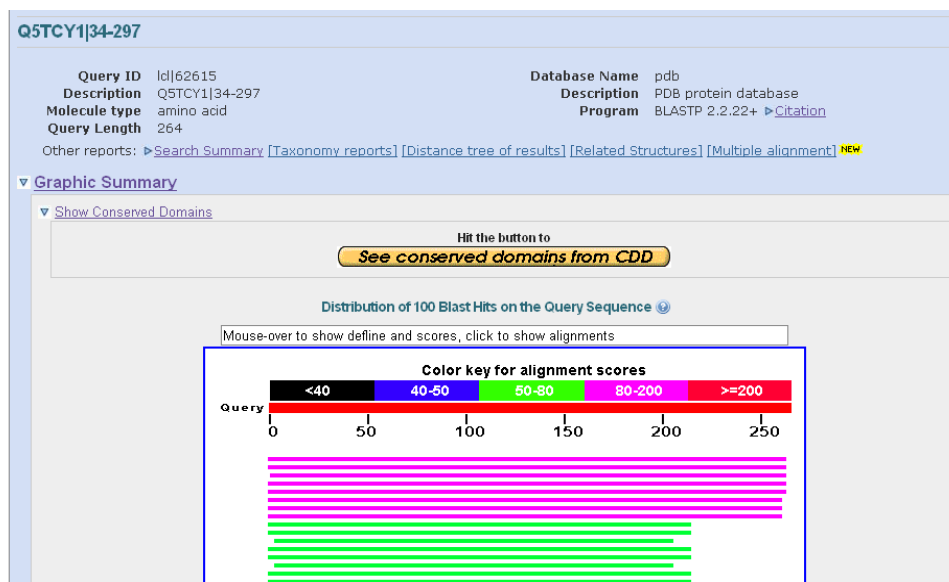 Q5TCY1|34-297
Query ID lcl|62615
Description Q5TCY1|34-297
Molecule type amino acid
Query Length 264
Database Name pdb
Description PDB protein database
Program BLASTP 2.2.22+ Citation
Other reports: Search Summary [Taxonomy reports] [Distance tree of results] [Related Structures] [Multiple alignment] NEW
Graphic Summary
Show Conserved Domains
Hit the button to
See conserved domains from CDD
Distribution of 100 Blast Hits on the Query Sequence
Mouse-over to show defline and scores, click to show alignments
Color key for alignment scores
<40 40-50 50-80 80-200 >=200
Query
0 50 100 150 200 250